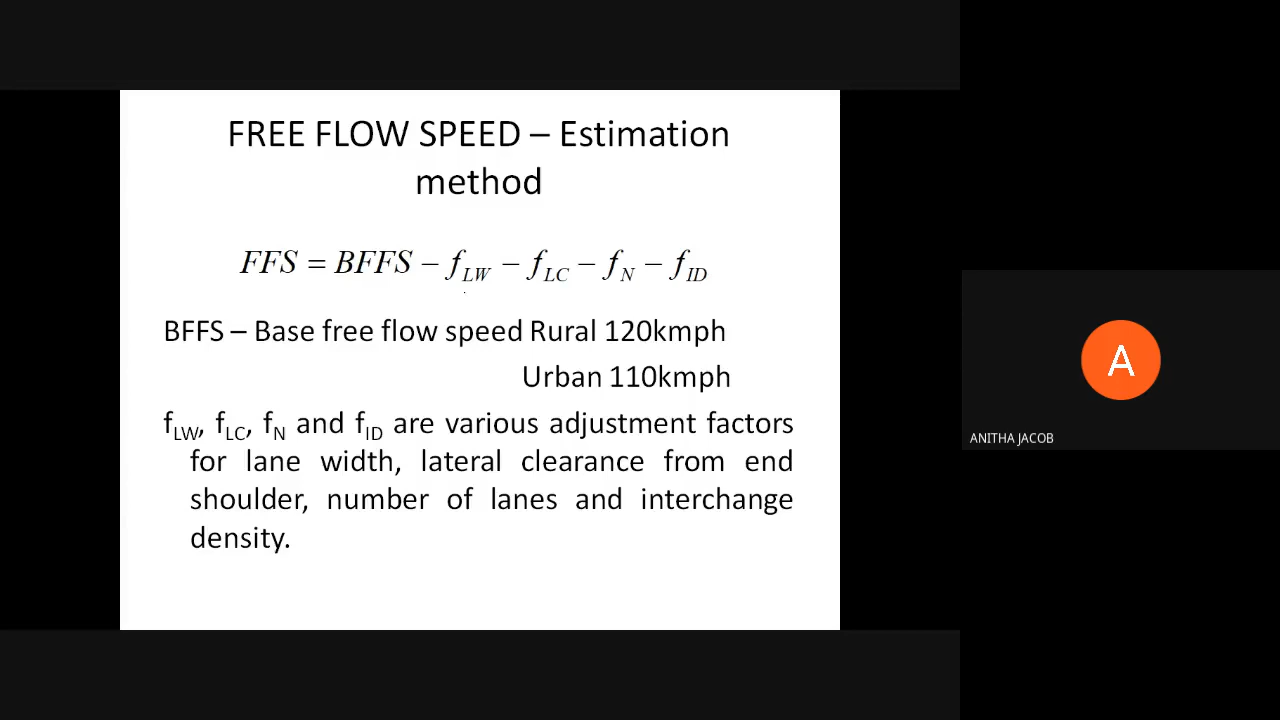 FREE FLOW SPEED – Estimation
method
FFS = BFFS − f_LW − f_LC − f_N − f_ID
BFFS – Base free flow speed Rural 120kmph
Urban 110kmph
f_LW, f_LC, f_N and f_ID are various adjustment factors
for lane width, lateral clearance from end
shoulder, number of lanes and interchange
density.
A
ANITHA JACOB